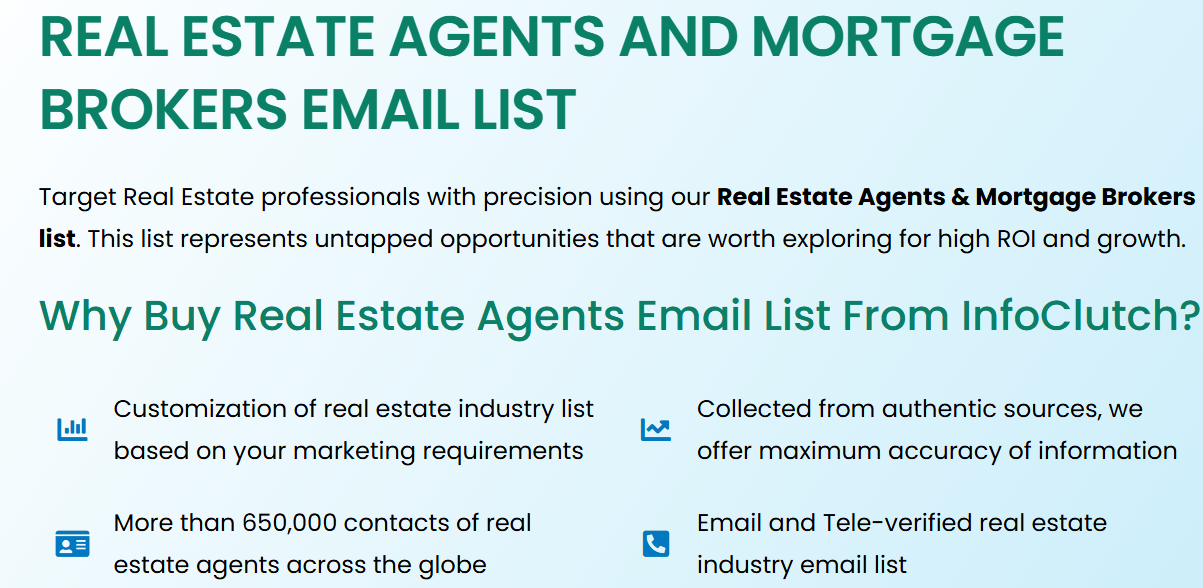 REAL ESTATE AGENTS AND MORTGAGE
BROKERS EMAIL LIST
Target Real Estate professionals with precision using our Real Estate Agents & Mortgage Brokers
list. This list represents untapped opportunities that are worth exploring for high ROI and growth.
Why Buy Real Estate Agents Email List From InfoClutch?
Customization of real estate industry list
based on your marketing requirements
Collected from authentic sources, we
offer maximum accuracy of information
More than 650,000 contacts of real
estate agents across the globe
Email and Tele-verified real estate
industry email list